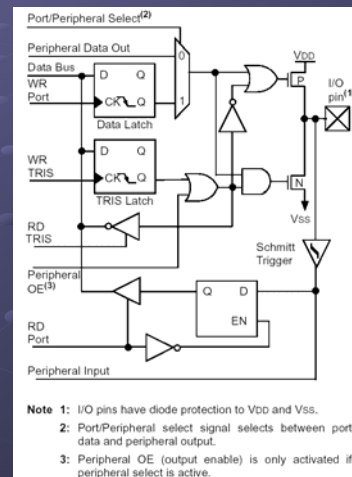 Port/Peripheral Select(2)
Peripheral Data Out
Data Bus
WR
Port
D Q
CK Q
Data Latch
0
1
VDD
P
I/O
pin(1
WR
TRIS
D Q
CK Q
TRIS Latch
N
VSS
RD
TRIS
Schmitt
Trigger
Peripheral
OE(3)
Q D
EN
RD
Port
Peripheral Input
Note 1: I/O pins have diode protection to VDD and VSS.
2: Port/Peripheral select signal selects between port
data and peripheral output.
3: Peripheral OE (output enable) is only activated if
peripheral select is active.